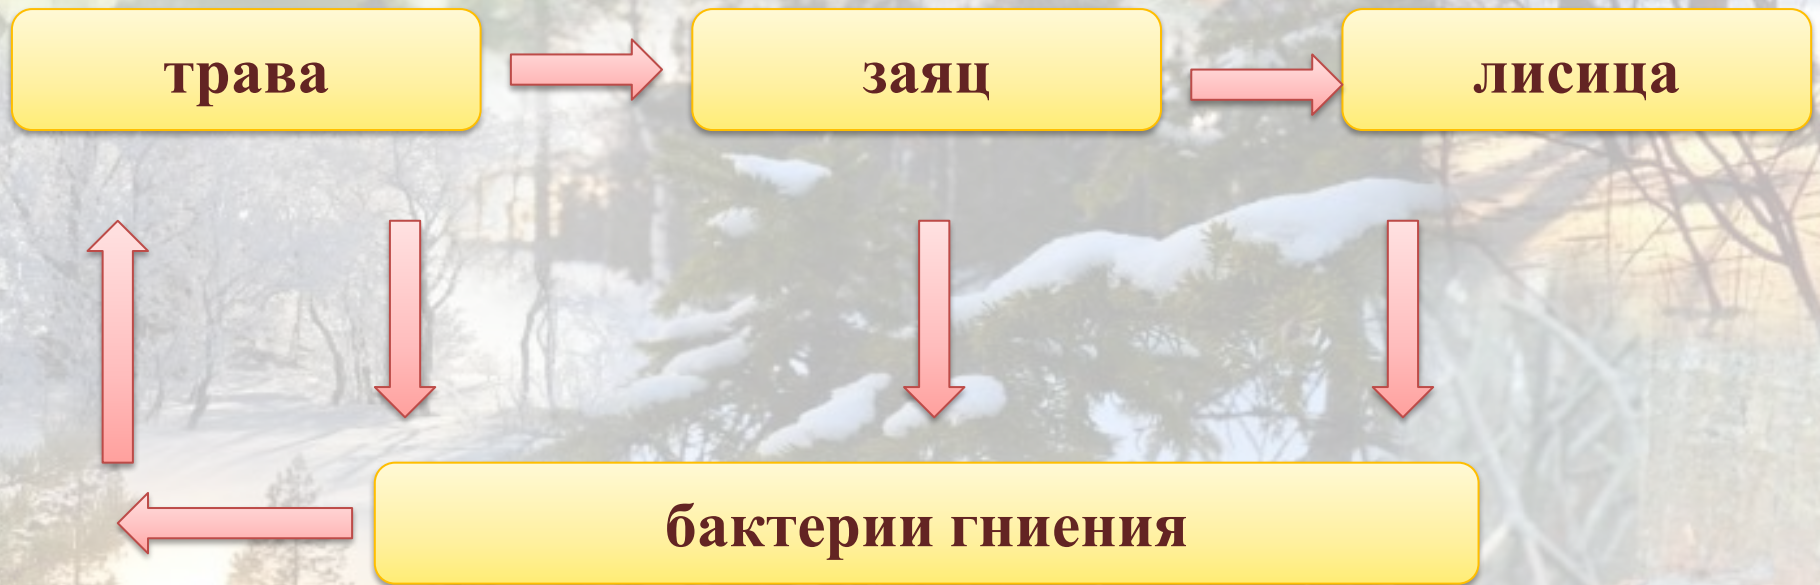 трава
заяц
лисица
бактерии гниения